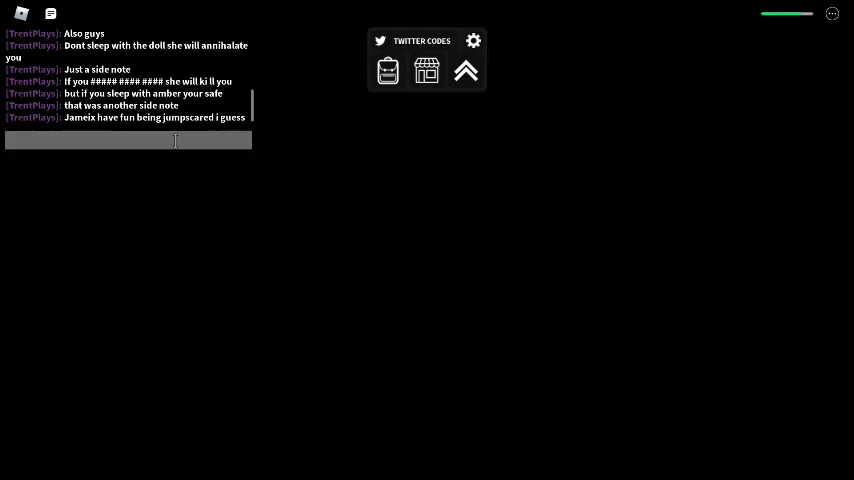 [TrentPlays]: Also guys
[TrentPlays]: Dont sleep with the doll she will annihalate
you
[TrentPlays]: Just a side note
[TrentPlays]: If you ##### #### #### she will ki ll you
[TrentPlays]: but if you sleep with amber your safe
[TrentPlays]: that was another side note
[TrentPlays]: Jameix have fun being jumpscared i guess
TWITTER CODES